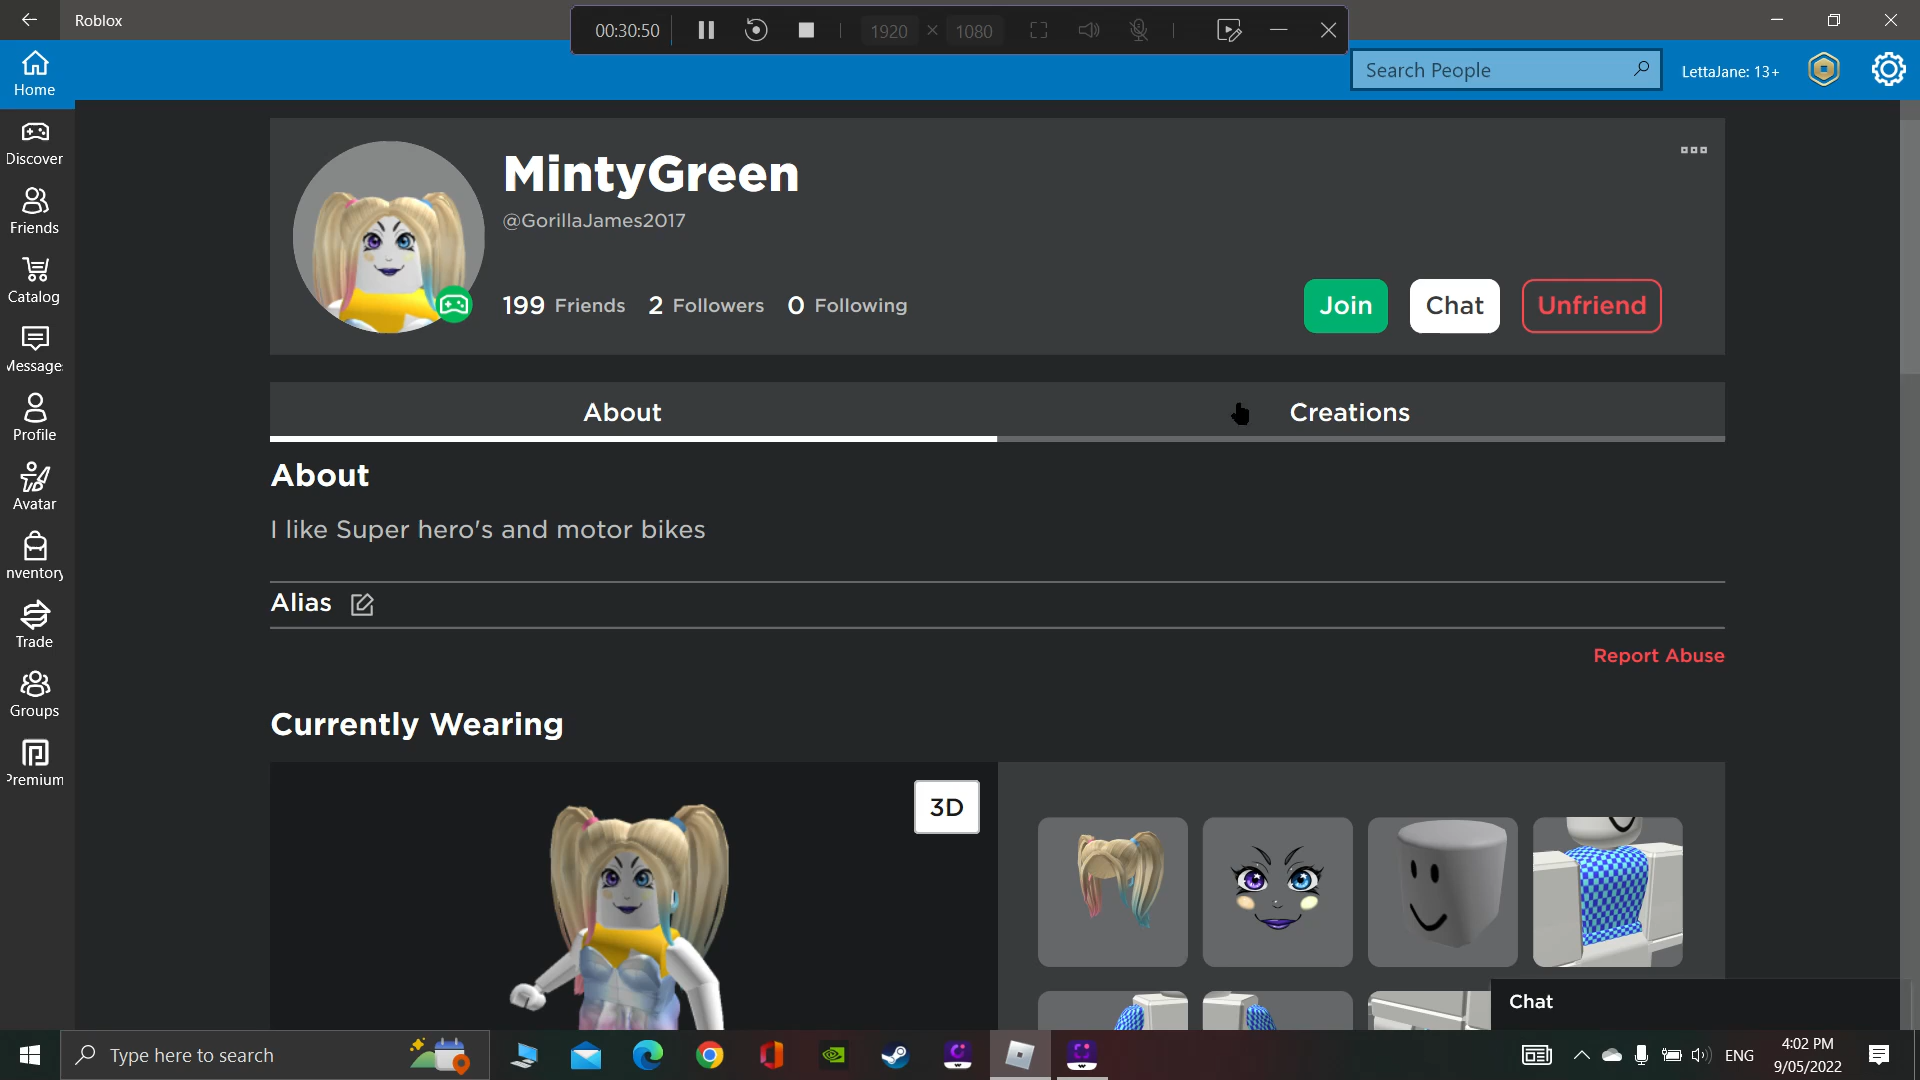 Roblox
00:30:50
1920 × 1080
Search People
LettaJane: 13+
Home
Discover
Friends
Catalog
Message
Profile
Avatar
nventory
Trade
Groups
Premium
MintyGreen
@GorillaJames2017
199 Friends 2 Followers 0 Following
Join
Chat
Unfriend
About
Creations
About
I like Super hero's and motor bikes
Alias
Report Abuse
Currently Wearing
3D
Chat
Type here to search
ENG
4:02 PM
9/05/2022